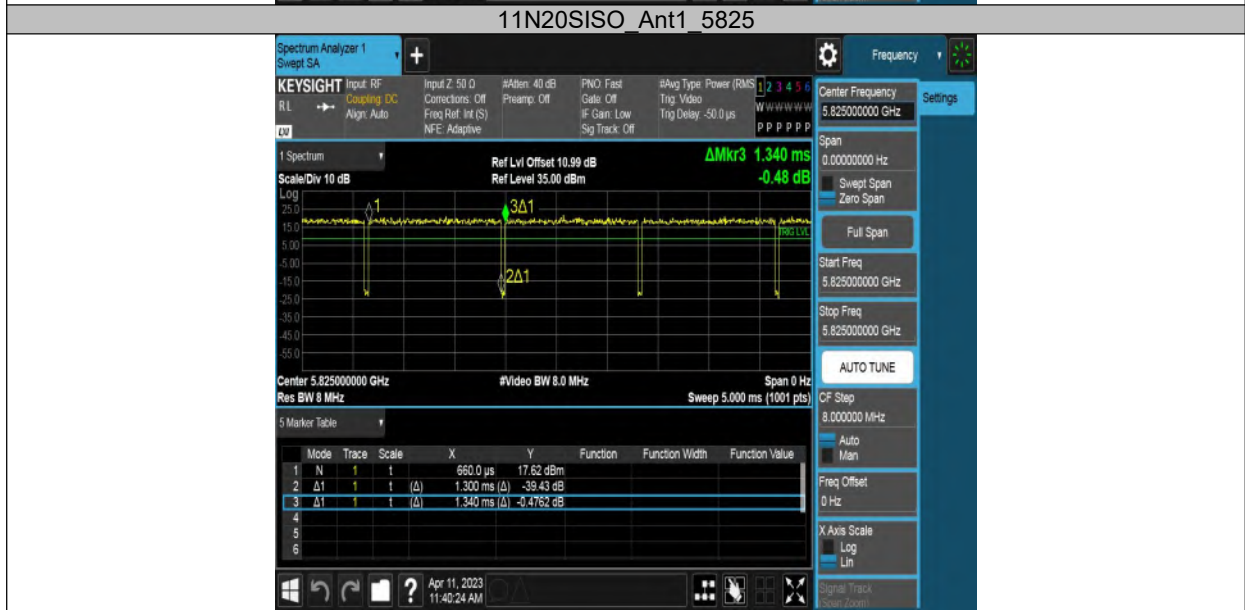 11N20SISO_Ant1_5825
Spectrum Analyzer 1
Swept SA
+
Frequency
KEYSIGHT
RL
LXI
Input: RF
Coupling: DC
Align: Auto
Input Z: 50 Ω
Corrections: Off
Freq Ref: Int (S)
NFE: Adaptive
#Atten: 40 dB
Preamp: Off
PNO: Fast
Gate: Off
IF Gain: Low
Sig Track: Off
#Avg Type: Power (RMS
Trig: Video
Trig Delay: -50.0 µs
1 2 3 4 5 6
W W W W W W
P P P P P P
Center Frequency
5.825000000 GHz
Settings
1 Spectrum
Scale/Div 10 dB
Log
Ref Lvl Offset 10.99 dB
Ref Level 35.00 dBm
ΔMkr3 1.340 ms
-0.48 dB
Span
0.00000000 Hz
Swept Span
Zero Span
Full Span
Start Freq
5.825000000 GHz
Stop Freq
5.825000000 GHz
AUTO TUNE
25.0
15.0
5.00
-5.00
-15.0
-25.0
-35.0
-45.0
-55.0
1
3Δ1
2Δ1
TRIG LVL
Center 5.825000000 GHz
Res BW 8 MHz
#Video BW 8.0 MHz
Span 0 Hz
Sweep 5.000 ms (1001 pts)
CF Step
8.000000 MHz
Auto
Man
Freq Offset
0 Hz
X Axis Scale
Log
Lin
Signal Track
(Span Zoom)
5 Marker Table
Mode Trace Scale X Y Function Function Width Function Value
1 N 1 t 660.0 µs 17.62 dBm
2 Δ1 1 t (Δ) 1.300 ms (Δ) -39.43 dB
3 Δ1 1 t (Δ) 1.340 ms (Δ) -0.4762 dB
4
5
6
?
Apr 11, 2023
11:40:24 AM